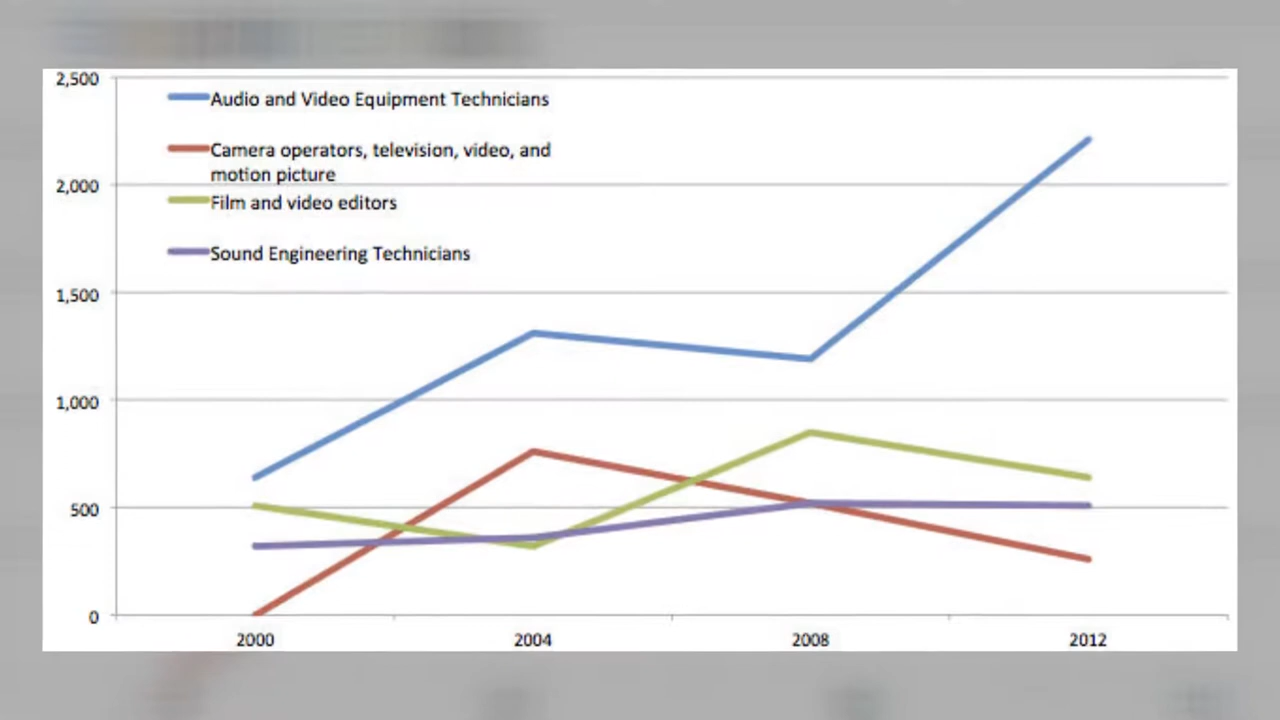 2,500
Audio and Video Equipment Technicians
Camera operators, television, video, and
motion picture
2,000
Film and video editors
Sound Engineering Technicians
1,500
1,000
500
0
2000 2004 2008 2012